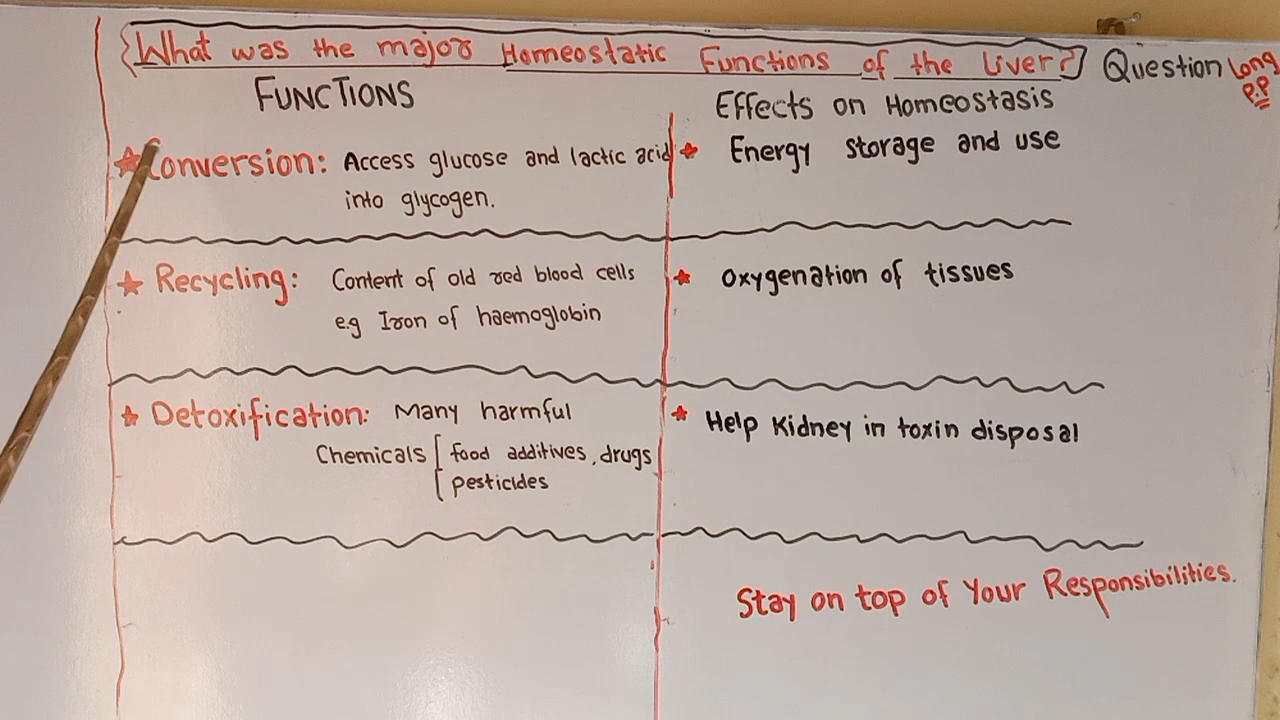 What was the major Homeostatic Functions of the Liver? Question Long
P.P
FUNCTIONS
Effects on Homeostasis
Conversion: Access glucose and lactic acid
into glycogen.
Energy storage and use
Recycling: Content of old red blood cells
e.g Iron of haemoglobin
Oxygenation of tissues
Detoxification: Many harmful
Chemicals [ food additives, drugs
[ pesticides
Help Kidney in toxin disposal
Stay on top of Your Responsibilities.